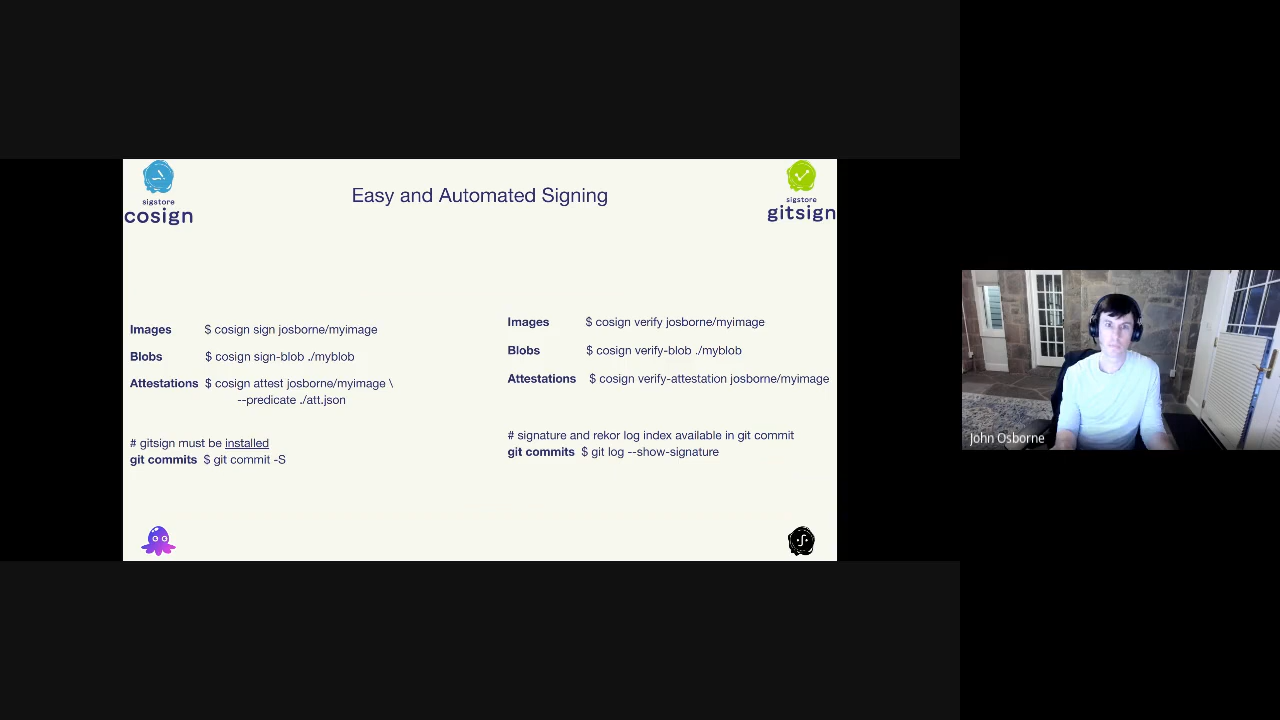 sigstore
cosign
Easy and Automated Signing
sigstore
gitsign
Images $ cosign sign josborne/myimage
Blobs $ cosign sign-blob ./myblob
Attestations $ cosign attest josborne/myimage \
--predicate ./att.json
# gitsign must be installed
git commits $ git commit -S
Images $ cosign verify josborne/myimage
Blobs $ cosign verify-blob ./myblob
Attestations $ cosign verify-attestation josborne/myimage
# signature and rekor log index available in git commit
git commits $ git log --show-signature
John Osborne